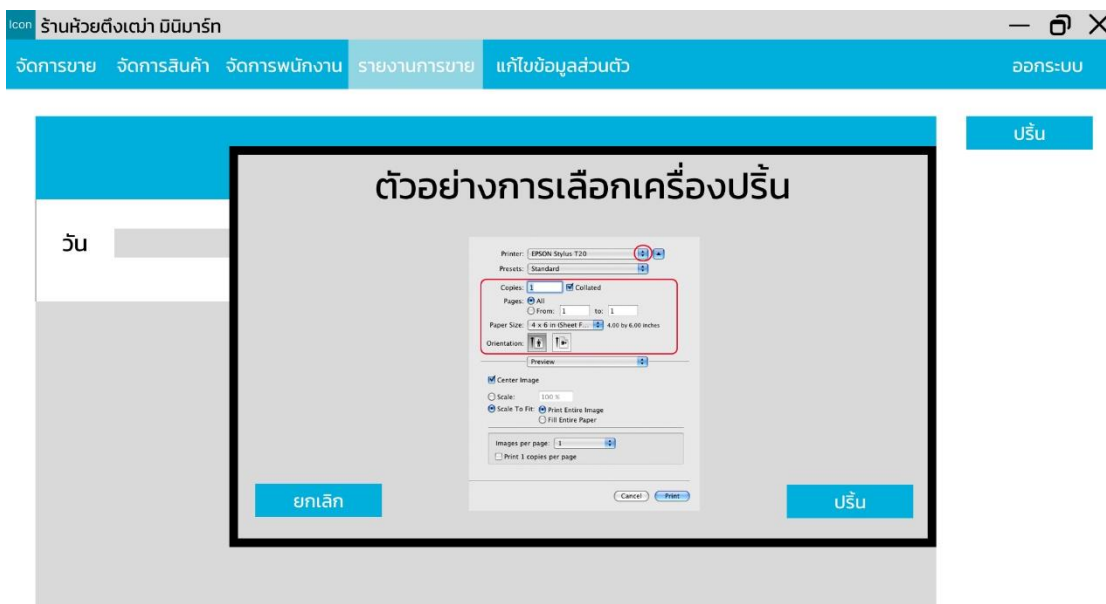 Icon ร้านห้วยตึงเฒ่า มินิมาร์ท
จัดการขาย จัดการสินค้า จัดการพนักงาน รายงานการขาย แก้ไขข้อมูลส่วนตัว ออกระบบ
ปริ้น
ตัวอย่างการเลือกเครื่องปริ้น
วัน
Printer: EPSON Stylus T20
Presets: Standard
Copies: 1 Collated
Pages: All
From: 1 to: 1
Paper Size: 4 x 6 in (Sheet F... 4.00 by 6.00 inches
Orientation:
Preview
Center Image
Scale: 100 %
Scale To Fit: Print Entire Image
Fill Entire Paper
Images per page: 1
Print 1 copies per page
Cancel Print
ยกเลิก ปริ้น